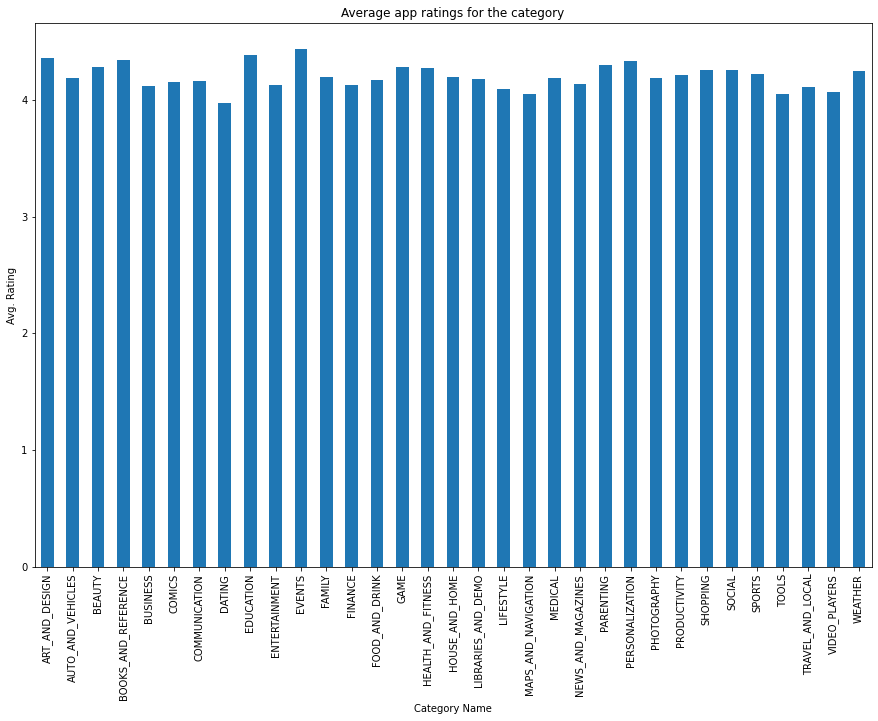 Average app ratings for the category
Avg. Rating
4
3
2
1
0
ART_AND_DESIGN
AUTO_AND_VEHICLES
BEAUTY
BOOKS_AND_REFERENCE
BUSINESS
COMICS
COMMUNICATION
DATING
EDUCATION
ENTERTAINMENT
EVENTS
FAMILY
FINANCE
FOOD_AND_DRINK
GAME
HEALTH_AND_FITNESS
HOUSE_AND_HOME
LIBRARIES_AND_DEMO
LIFESTYLE
MAPS_AND_NAVIGATION
MEDICAL
NEWS_AND_MAGAZINES
PARENTING
PERSONALIZATION
PHOTOGRAPHY
PRODUCTIVITY
SHOPPING
SOCIAL
SPORTS
TOOLS
TRAVEL_AND_LOCAL
VIDEO_PLAYERS
WEATHER
Category Name